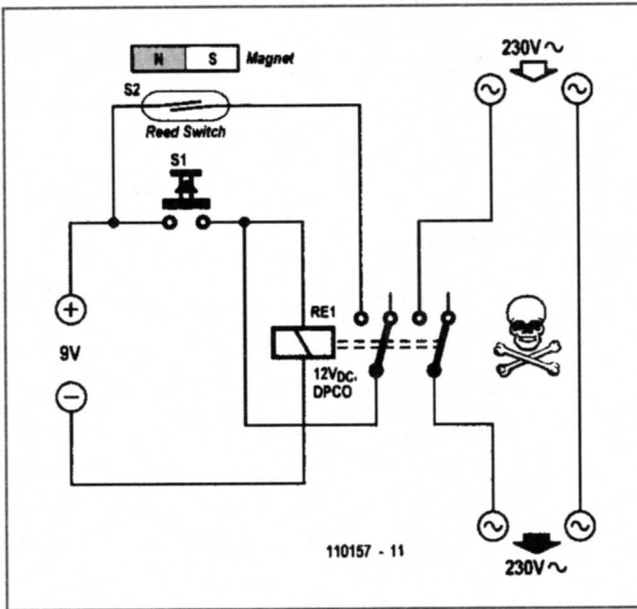 230V ~
N S Magnet
S2
Reed Switch
S1
RE1
+
9V
12VDC,
DPCO
−
110157 - 11
230V ~